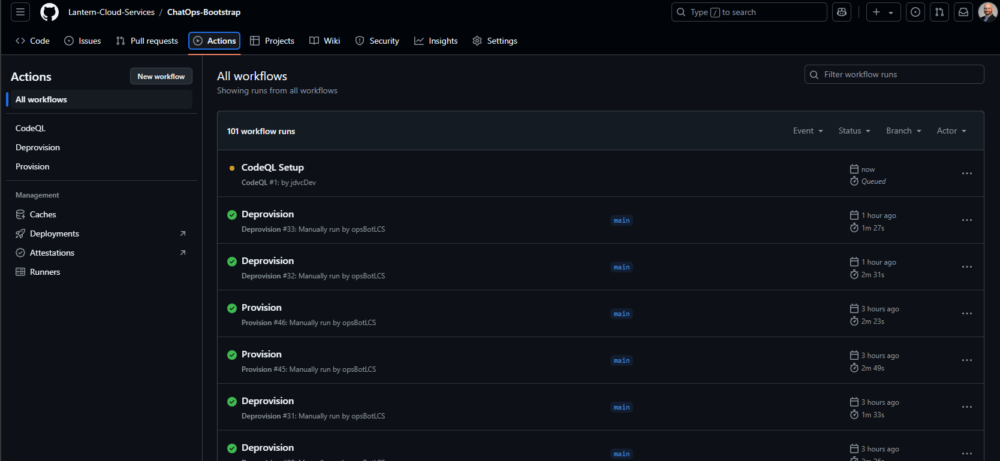 Lantern-Cloud-Services / ChatOps-Bootstrap
Type / to search
Code
Issues
Pull requests
Actions
Projects
Wiki
Security
Insights
Settings
Actions
New workflow
All workflows
CodeQL
Deprovision
Provision
Management
Caches
Deployments
Attestations
Runners
All workflows
Showing runs from all workflows
Filter workflow runs
101 workflow runs
Event
Status
Branch
Actor
CodeQL Setup
CodeQL #1: by jdvcDev
now
Queued
Deprovision
Deprovision #33: Manually run by opsBotLCS
main
1 hour ago
1m 27s
Deprovision
Deprovision #32: Manually run by opsBotLCS
main
1 hour ago
2m 31s
Provision
Provision #46: Manually run by opsBotLCS
main
3 hours ago
2m 23s
Provision
Provision #45: Manually run by opsBotLCS
main
3 hours ago
2m 49s
Deprovision
Deprovision #31: Manually run by opsBotLCS
main
3 hours ago
1m 33s
Deprovision
main
3 hours ago